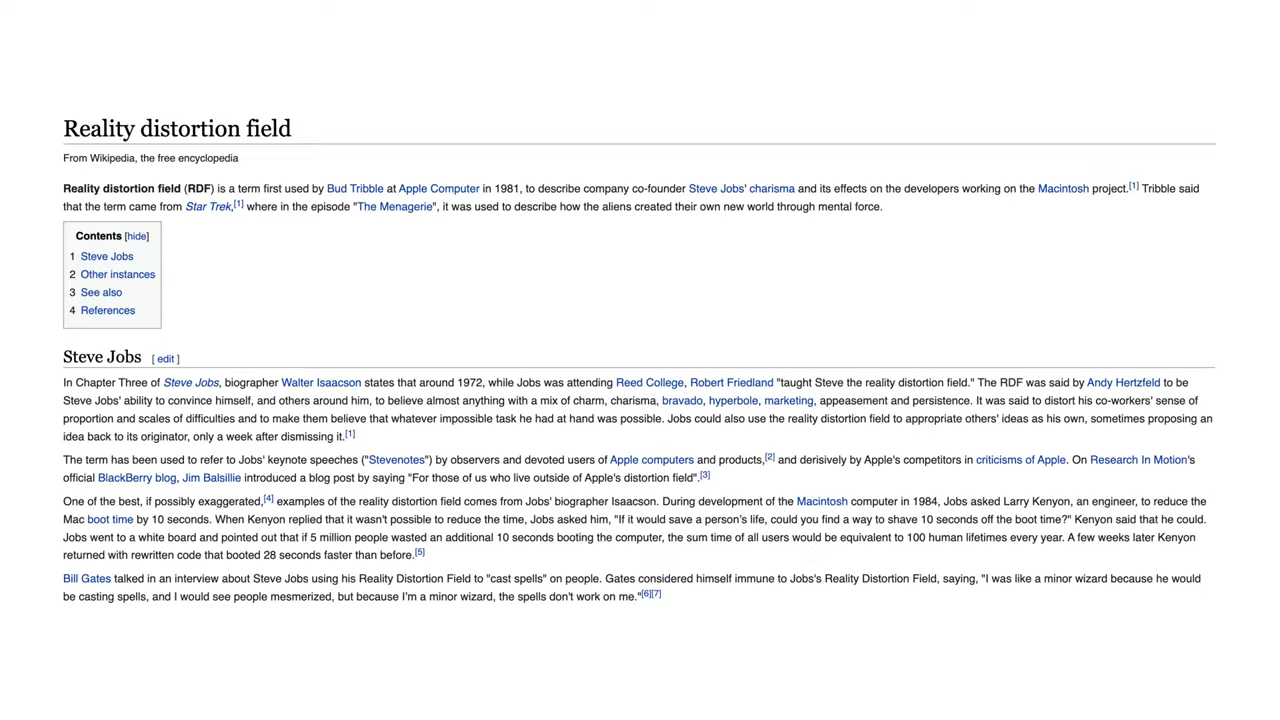 Reality distortion field
From Wikipedia, the free encyclopedia
Reality distortion field (RDF) is a term first used by Bud Tribble at Apple Computer in 1981, to describe company co-founder Steve Jobs' charisma and its effects on the developers working on the Macintosh project.[1] Tribble said
that the term came from Star Trek,[1] where in the episode "The Menagerie", it was used to describe how the aliens created their own new world through mental force.
Contents [hide]
1 Steve Jobs
2 Other instances
3 See also
4 References
Steve Jobs [ edit ]
In Chapter Three of Steve Jobs, biographer Walter Isaacson states that around 1972, while Jobs was attending Reed College, Robert Friedland "taught Steve the reality distortion field." The RDF was said by Andy Hertzfeld to be
Steve Jobs' ability to convince himself, and others around him, to believe almost anything with a mix of charm, charisma, bravado, hyperbole, marketing, appeasement and persistence. It was said to distort his co-workers' sense of
proportion and scales of difficulties and to make them believe that whatever impossible task he had at hand was possible. Jobs could also use the reality distortion field to appropriate others' ideas as his own, sometimes proposing an
idea back to its originator, only a week after dismissing it.[1]
The term has been used to refer to Jobs' keynote speeches ("Stevenotes") by observers and devoted users of Apple computers and products,[2] and derisively by Apple's competitors in criticisms of Apple. On Research In Motion's
official BlackBerry blog, Jim Balsillie introduced a blog post by saying "For those of us who live outside of Apple's distortion field".[3]
One of the best, if possibly exaggerated,[4] examples of the reality distortion field comes from Jobs' biographer Isaacson. During development of the Macintosh computer in 1984, Jobs asked Larry Kenyon, an engineer, to reduce the
Mac boot time by 10 seconds. When Kenyon replied that it wasn't possible to reduce the time, Jobs asked him, "If it would save a person's life, could you find a way to shave 10 seconds off the boot time?" Kenyon said that he could.
Jobs went to a white board and pointed out that if 5 million people wasted an additional 10 seconds booting the computer, the sum time of all users would be equivalent to 100 human lifetimes every year. A few weeks later Kenyon
returned with rewritten code that booted 28 seconds faster than before.[5]
Bill Gates talked in an interview about Steve Jobs using his Reality Distortion Field to "cast spells" on people. Gates considered himself immune to Jobs's Reality Distortion Field, saying, "I was like a minor wizard because he would
be casting spells, and I would see people mesmerized, but because I'm a minor wizard, the spells don't work on me."[6][7]